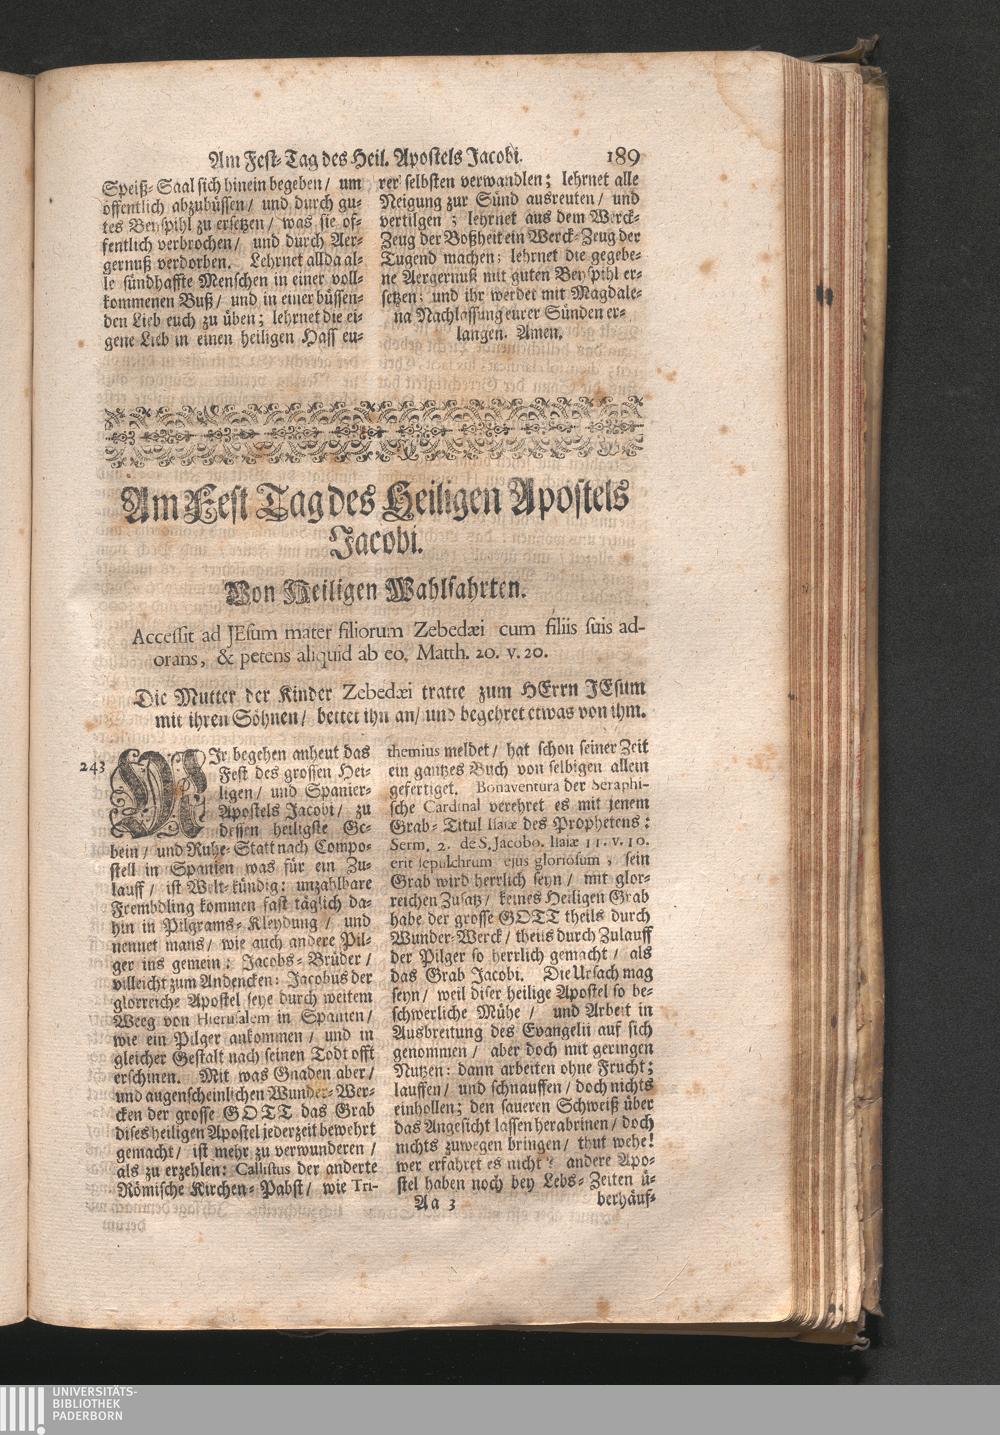 Am Fest-Tag des Heil. Apostels Jacobi. 189
Speiß-Saal sich hinein begeben / um
öffentlich abzubüssen / und durch gu-
tes Beyspihl zu ersetzen / was sie of-
fentlich verbrochen / und durch Aer-
gernuß verdorben. Lehrnet allda al-
le sündhaffte Menschen in einer voll-
kommenen Buß / und in einer büssen-
den Lieb euch zu üben; lehrnet die ei-
gene Lieb in einen heiligen Hass eu-
rer selbsten verwandlen; lehrnet alle
Neigung zur Sünd ausreuten / und
vertilgen; lehrnet aus dem Werck-
Zeug der Boßheit ein Werck-Zeug der
Tugend machen; lehrnet die gegebe-
ne Aergernuß mit guten Beyspihl er-
setzen; und ihr werdet mit Magdale-
na Nachlassung eurer Sünden er-
langen. Amen.
Am Fest Tag des Heiligen Apostels
Jacobi.
Von Heiligen Wahlfahrten.
Accessit ad JEsum mater filiorum Zebedæi cum filiis suis ad-
orans, & petens aliquid ab eo. Matth. 20. v. 20.
Die Mutter der Kinder Zebedæi tratte zum HErrn JEsum
mit ihren Söhnen / bettet ihn an / und begehret etwas von ihm.
243 WIr begehen anheut das
Fest des grossen Hei-
ligen / und Spanier-
Apostels Jacobi / zu
dessen heiligste Ge-
bein / und Ruhe-Statt nach Compo-
stell in Spanien was für ein Zu-
lauff / ist Welt-kündig: unzahlbare
Frembdling kommen fast täglich da-
hin in Pilgrams-Kleydung / und
nennet mans / wie auch andere Pil-
ger ins gemein: Jacobs-Brüder /
villeicht zum Andencken: Jacobus der
glorreiche Apostel seye durch weitem
Weeg von Hierusalem in Spanien /
wie ein Pilger ankommen / und in
gleicher Gestalt nach seinen Todt offt
erschinen. Mit was Gnaden aber /
und augenscheinlichen Wunder-Wer-
cken der grosse GOTT das Grab
dises heiligen Apostel jederzeit bewehrt
gemacht / ist mehr zu verwunderen /
als zu erzehlen: Callistus der anderte
Römische Kirchen-Pabst / wie Tri-
themius meldet / hat schon seiner Zeit
ein gantzes Buch von selbigen allein
gefertiget. Bonaventura der Seraphi-
sche Cardinal verehret es mit jenem
Grab-Titul Isaiæ des Propheten:
Serm. 2. de S. Jacobo. Isaiæ 11. v. 10.
erit sepulchrum ejus gloriosum, sein
Grab wird herrlich seyn / mit glor-
reichen Zusatz / keines Heiligen Grab
habe der grosse GOTT theils durch
Wunder-Werck / theils durch Zulauff
der Pilger so herrlich gemacht / als
das Grab Jacobi. Die Ursach mag
seyn / weil diser heilige Apostel so be-
schwerliche Mühe / und Arbeit in
Ausbreitung des Evangelii auf sich
genommen / aber doch mit geringen
Nutzen: dann arbeiten ohne Frucht;
lauffen / und schnauffen / doch nichts
einhollen; den saueren Schweiß über
das Angesicht lassen herabrinen / doch
nichts zuwegen bringen / thut wehe!
wer erfahret es nicht? andere Apo-
stel haben noch bey Lebs-Zeiten ü-
Aa 3 berhäuf-
UNIVERSITÄTS-
BIBLIOTHEK
PADERBORN